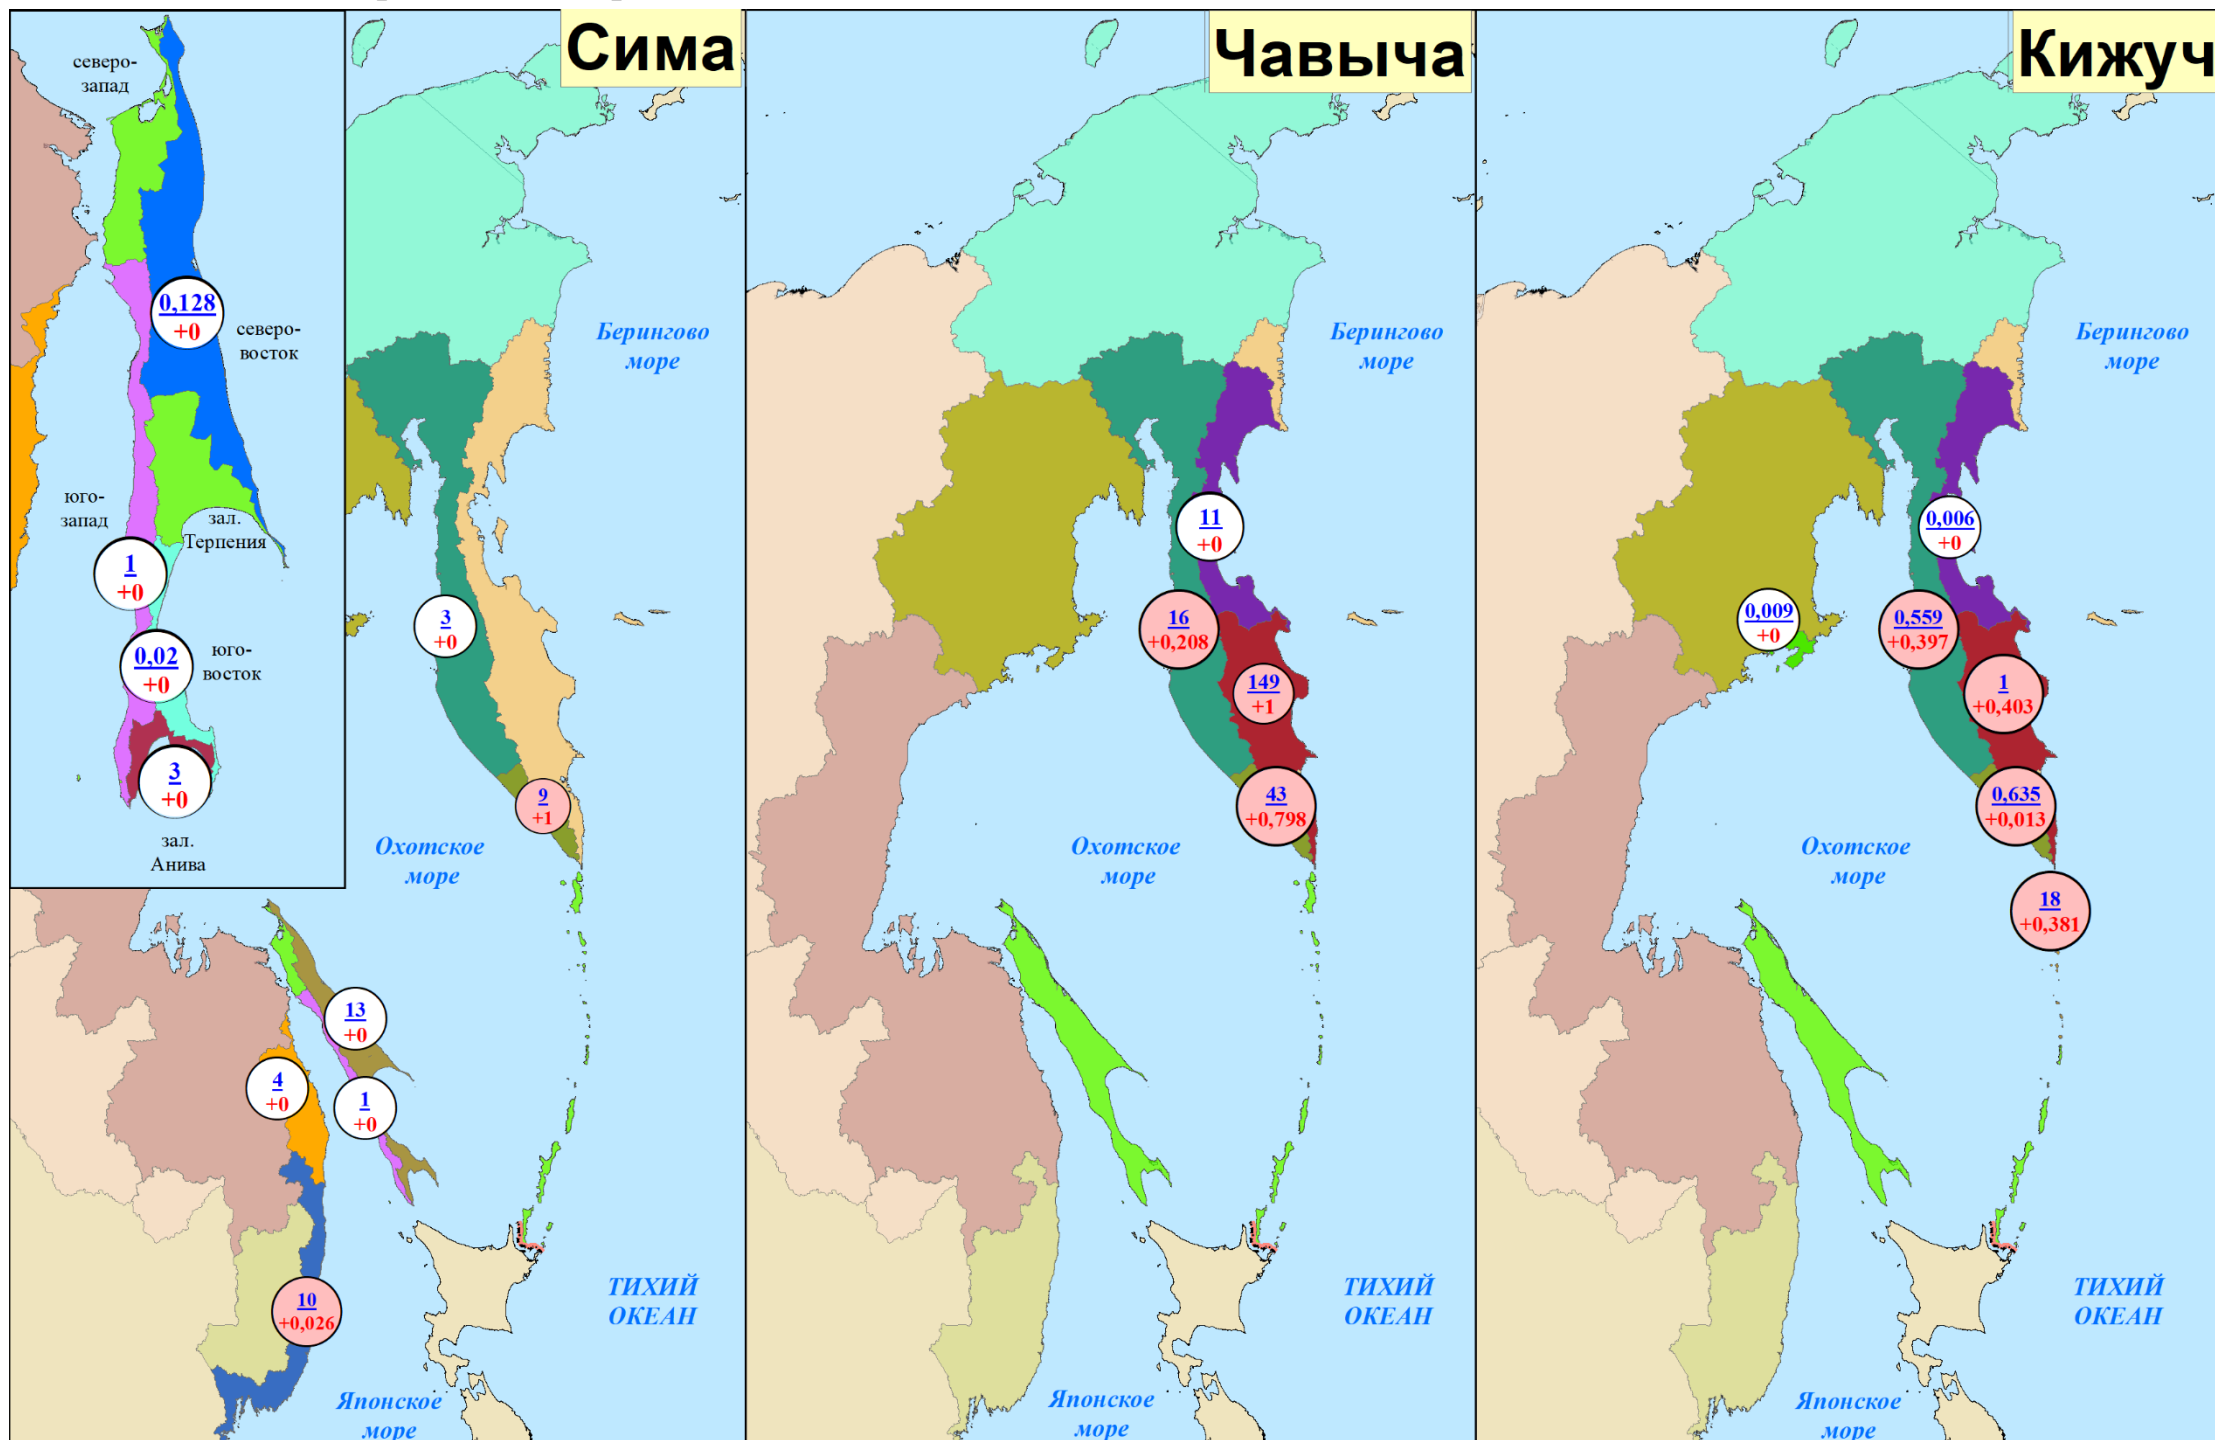 Сима
северо-
запад
0,128
+0
северо-
восток
юго-
запад
зал.
Терпения
1
+0
0,02
+0
юго-
восток
3
+0
зал.
Анива
Берингово
море
3
+0
9
+1
Охотское
море
13
+0
4
+0
1
+0
10
+0,026
ТИХИЙ
ОКЕАН
Японское
море
Чавыча
Берингово
море
11
+0
16
+0,208
149
+1
43
+0,798
Охотское
море
ТИХИЙ
ОКЕАН
Японское
море
Кижуч
Берингово
море
0,006
+0
0,009
+0
0,559
+0,397
1
+0,403
0,635
+0,013
Охотское
море
18
+0,381
ТИХИЙ
ОКЕАН
Японское
море